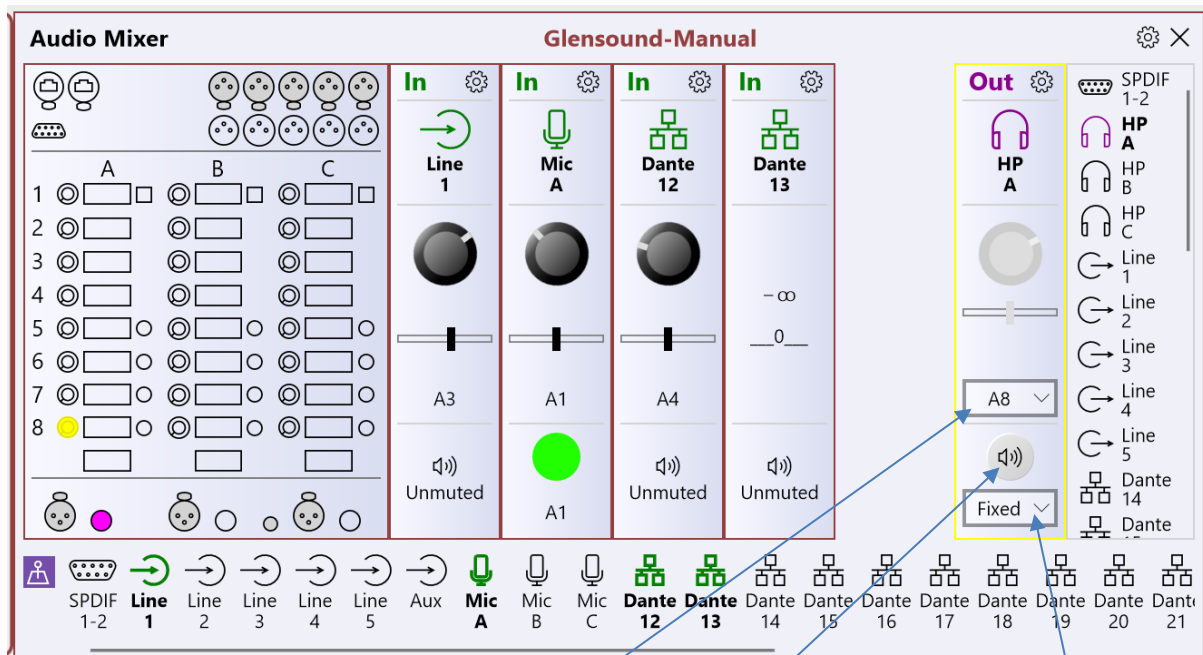 Audio Mixer
Glensound-Manual
A B C
1
2
3
4
5
6
7
8
In
Line
1
A3
Unmuted
In
Mic
A
A1
A1
In
Dante
12
A4
Unmuted
In
Dante
13
-∞
___0___
Unmuted
Out
HP
A
A8
Fixed
SPDIF
1-2
HP
A
HP
B
HP
C
Line
1
Line
2
Line
3
Line
4
Line
5
Dante
14
Dante
SPDIF Line Line Line Line Line Aux Mic Mic Mic Dante Dante Dante Dante Dante Dante Dante Dante Dante
1-2 1 2 3 4 5 A B C 12 13 14 15 16 17 18 19 20 21